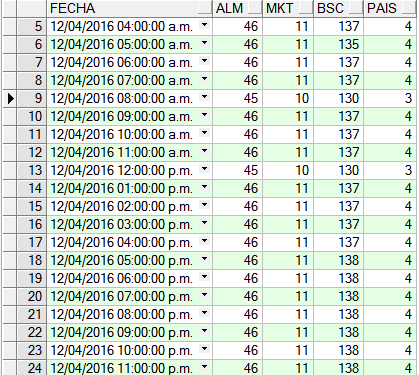 FECHA ALM MKT BSC PAIS
5 12/04/2016 04:00:00 a.m. 46 11 137 4
6 12/04/2016 05:00:00 a.m. 46 11 135 4
7 12/04/2016 06:00:00 a.m. 46 11 137 4
8 12/04/2016 07:00:00 a.m. 46 11 137 4
9 12/04/2016 08:00:00 a.m. 45 10 130 3
10 12/04/2016 09:00:00 a.m. 46 11 137 4
11 12/04/2016 10:00:00 a.m. 46 11 137 4
12 12/04/2016 11:00:00 a.m. 46 11 137 4
13 12/04/2016 12:00:00 p.m. 45 10 130 3
14 12/04/2016 01:00:00 p.m. 46 11 137 4
15 12/04/2016 02:00:00 p.m. 46 11 137 4
16 12/04/2016 03:00:00 p.m. 46 11 137 4
17 12/04/2016 04:00:00 p.m. 46 11 137 4
18 12/04/2016 05:00:00 p.m. 46 11 138 4
19 12/04/2016 06:00:00 p.m. 46 11 138 4
20 12/04/2016 07:00:00 p.m. 46 11 138 4
21 12/04/2016 08:00:00 p.m. 46 11 138 4
22 12/04/2016 09:00:00 p.m. 46 11 138 4
23 12/04/2016 10:00:00 p.m. 46 11 138 4
24 12/04/2016 11:00:00 p.m. 46 11 138 4